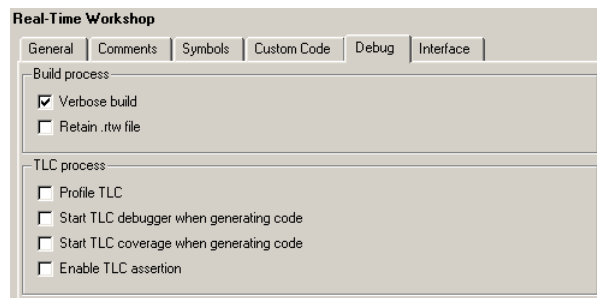 Real-Time Workshop
General Comments Symbols Custom Code Debug Interface
Build process
Verbose build
Retain .rtw file
TLC process
Profile TLC
Start TLC debugger when generating code
Start TLC coverage when generating code
Enable TLC assertion